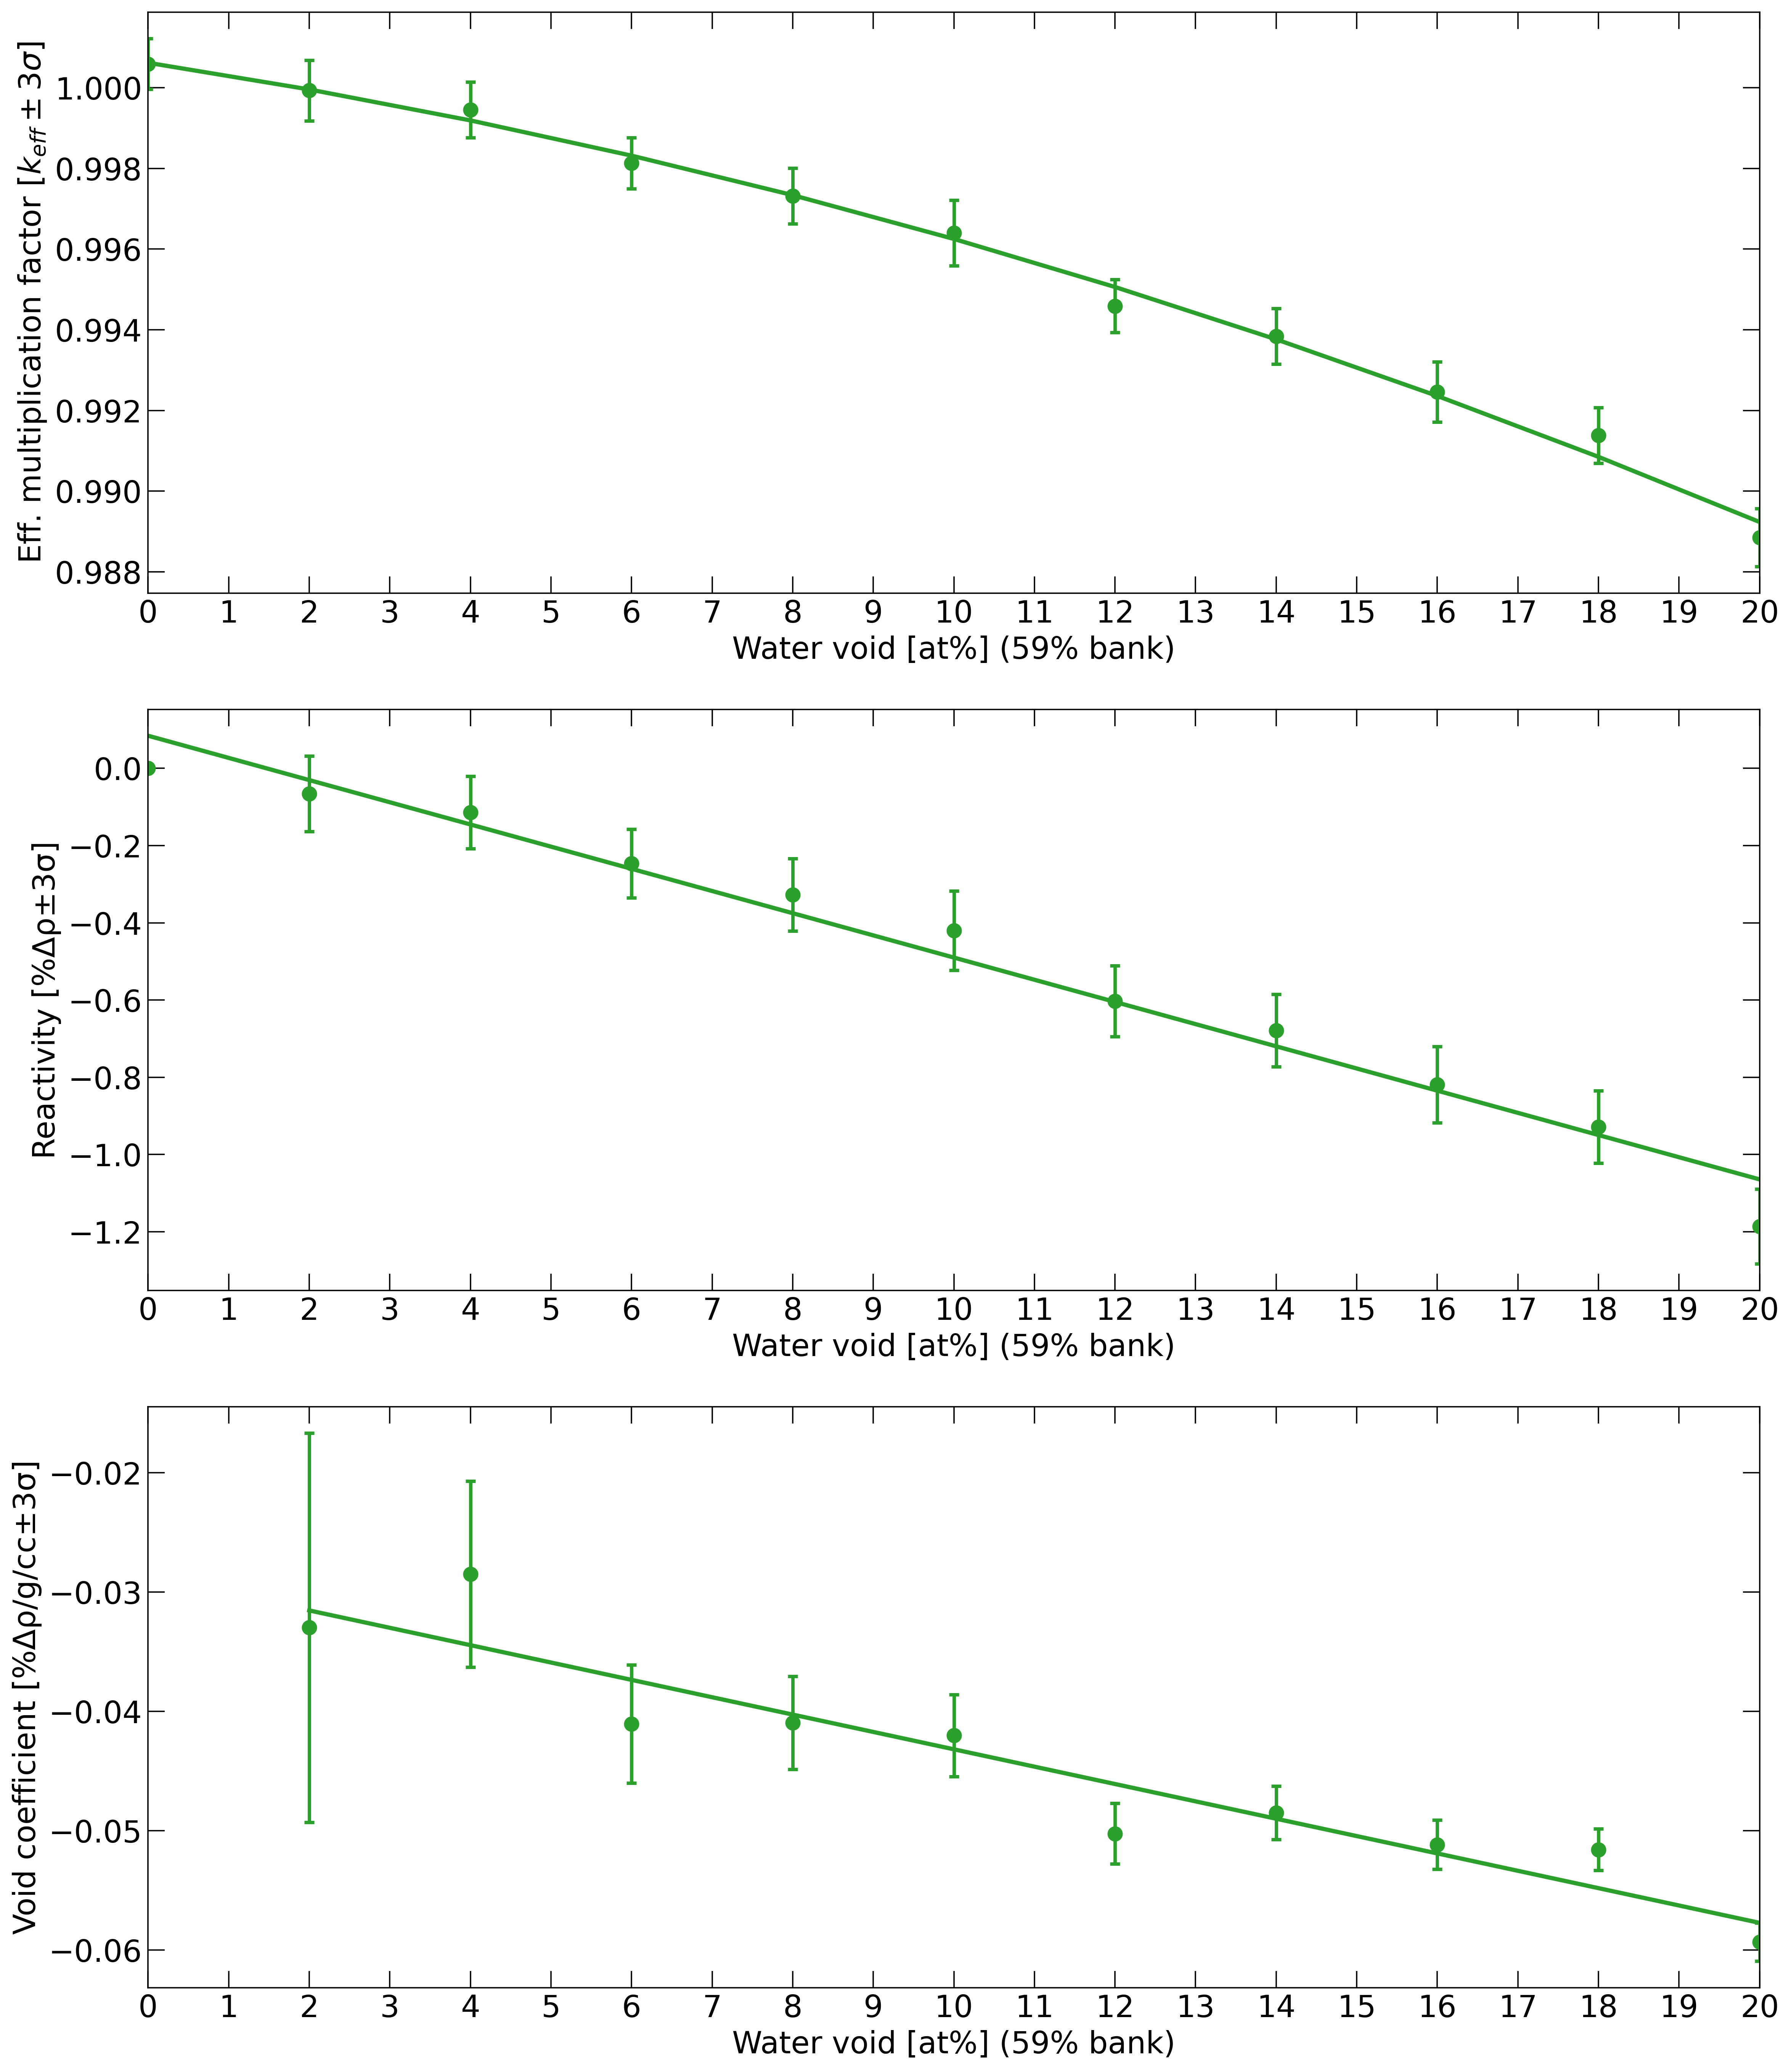 Eff. multiplication factor [k_eff ± 3σ]
1.000
0.998
0.996
0.994
0.992
0.990
0.988
0 1 2 3 4 5 6 7 8 9 10 11 12 13 14 15 16 17 18 19 20
Water void [at%] (59% bank)
Reactivity [%Δρ±3σ]
0.0
−0.2
−0.4
−0.6
−0.8
−1.0
−1.2
0 1 2 3 4 5 6 7 8 9 10 11 12 13 14 15 16 17 18 19 20
Water void [at%] (59% bank)
Void coefficient [%Δρ/g/cc±3σ]
−0.02
−0.03
−0.04
−0.05
−0.06
0 1 2 3 4 5 6 7 8 9 10 11 12 13 14 15 16 17 18 19 20
Water void [at%] (59% bank)